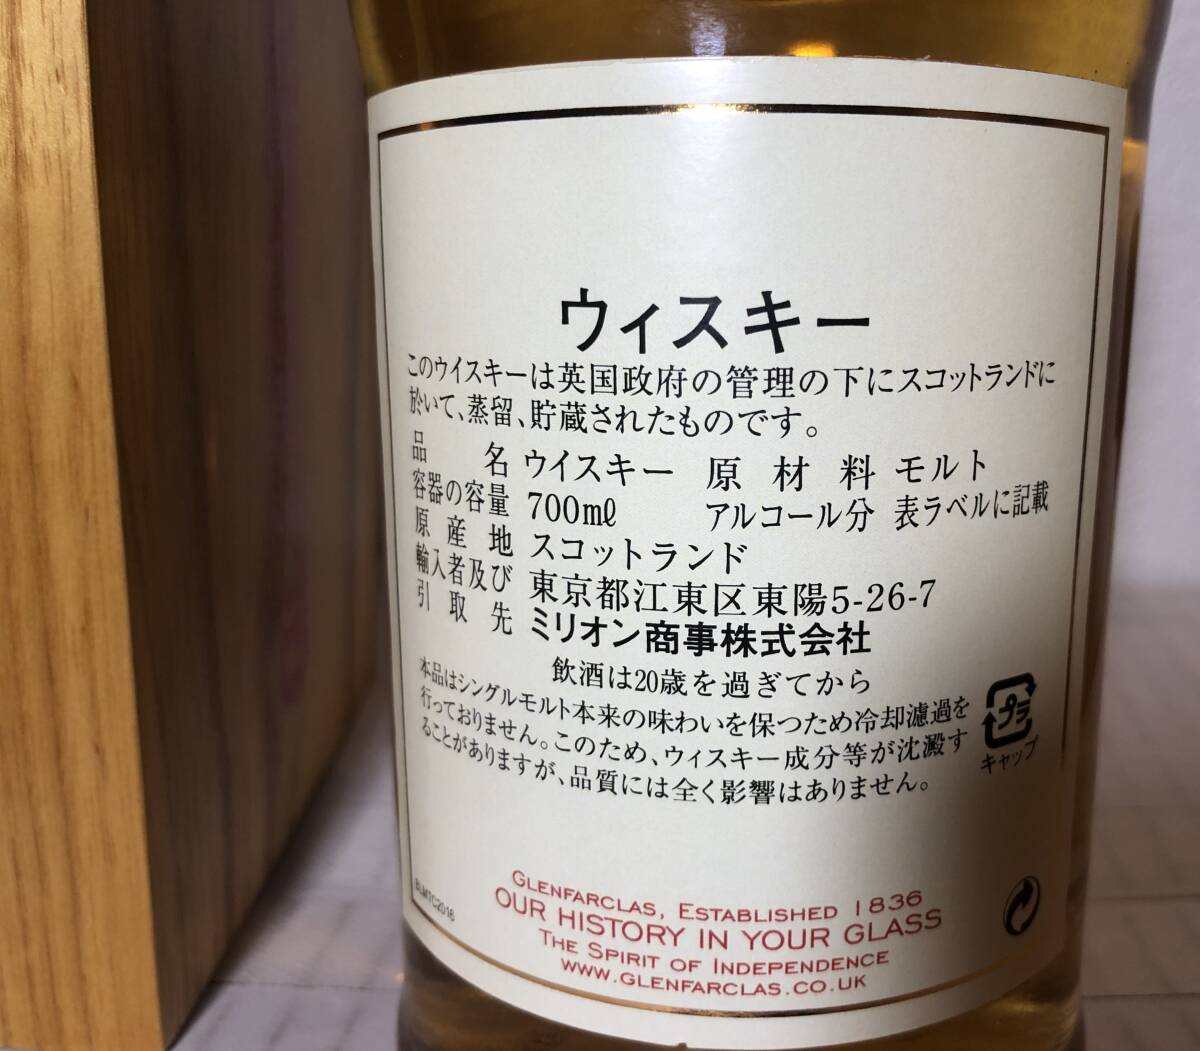 ウィスキー
このウイスキーは英国政府の管理の下にスコットランドに
於いて、蒸留、貯蔵されたものです。
品名 ウイスキー 原材料 モルト
容器の容量 700mℓ アルコール分 表ラベルに記載
原産地 スコットランド
輸入者及び 東京都江東区東陽5-26-7
引取先 ミリオン商事株式会社
飲酒は20歳を過ぎてから
本品はシングルモルト本来の味わいを保つため冷却濾過を
行っておりません。このため、ウィスキー成分等が沈澱す
ることがありますが、品質には全く影響はありません。
プラ
キャップ
GLENFARCLAS, ESTABLISHED 1836
OUR HISTORY IN YOUR GLASS
THE SPIRIT OF INDEPENDENCE
WWW.GLENFARCLAS.CO.UK
BLMTC2016